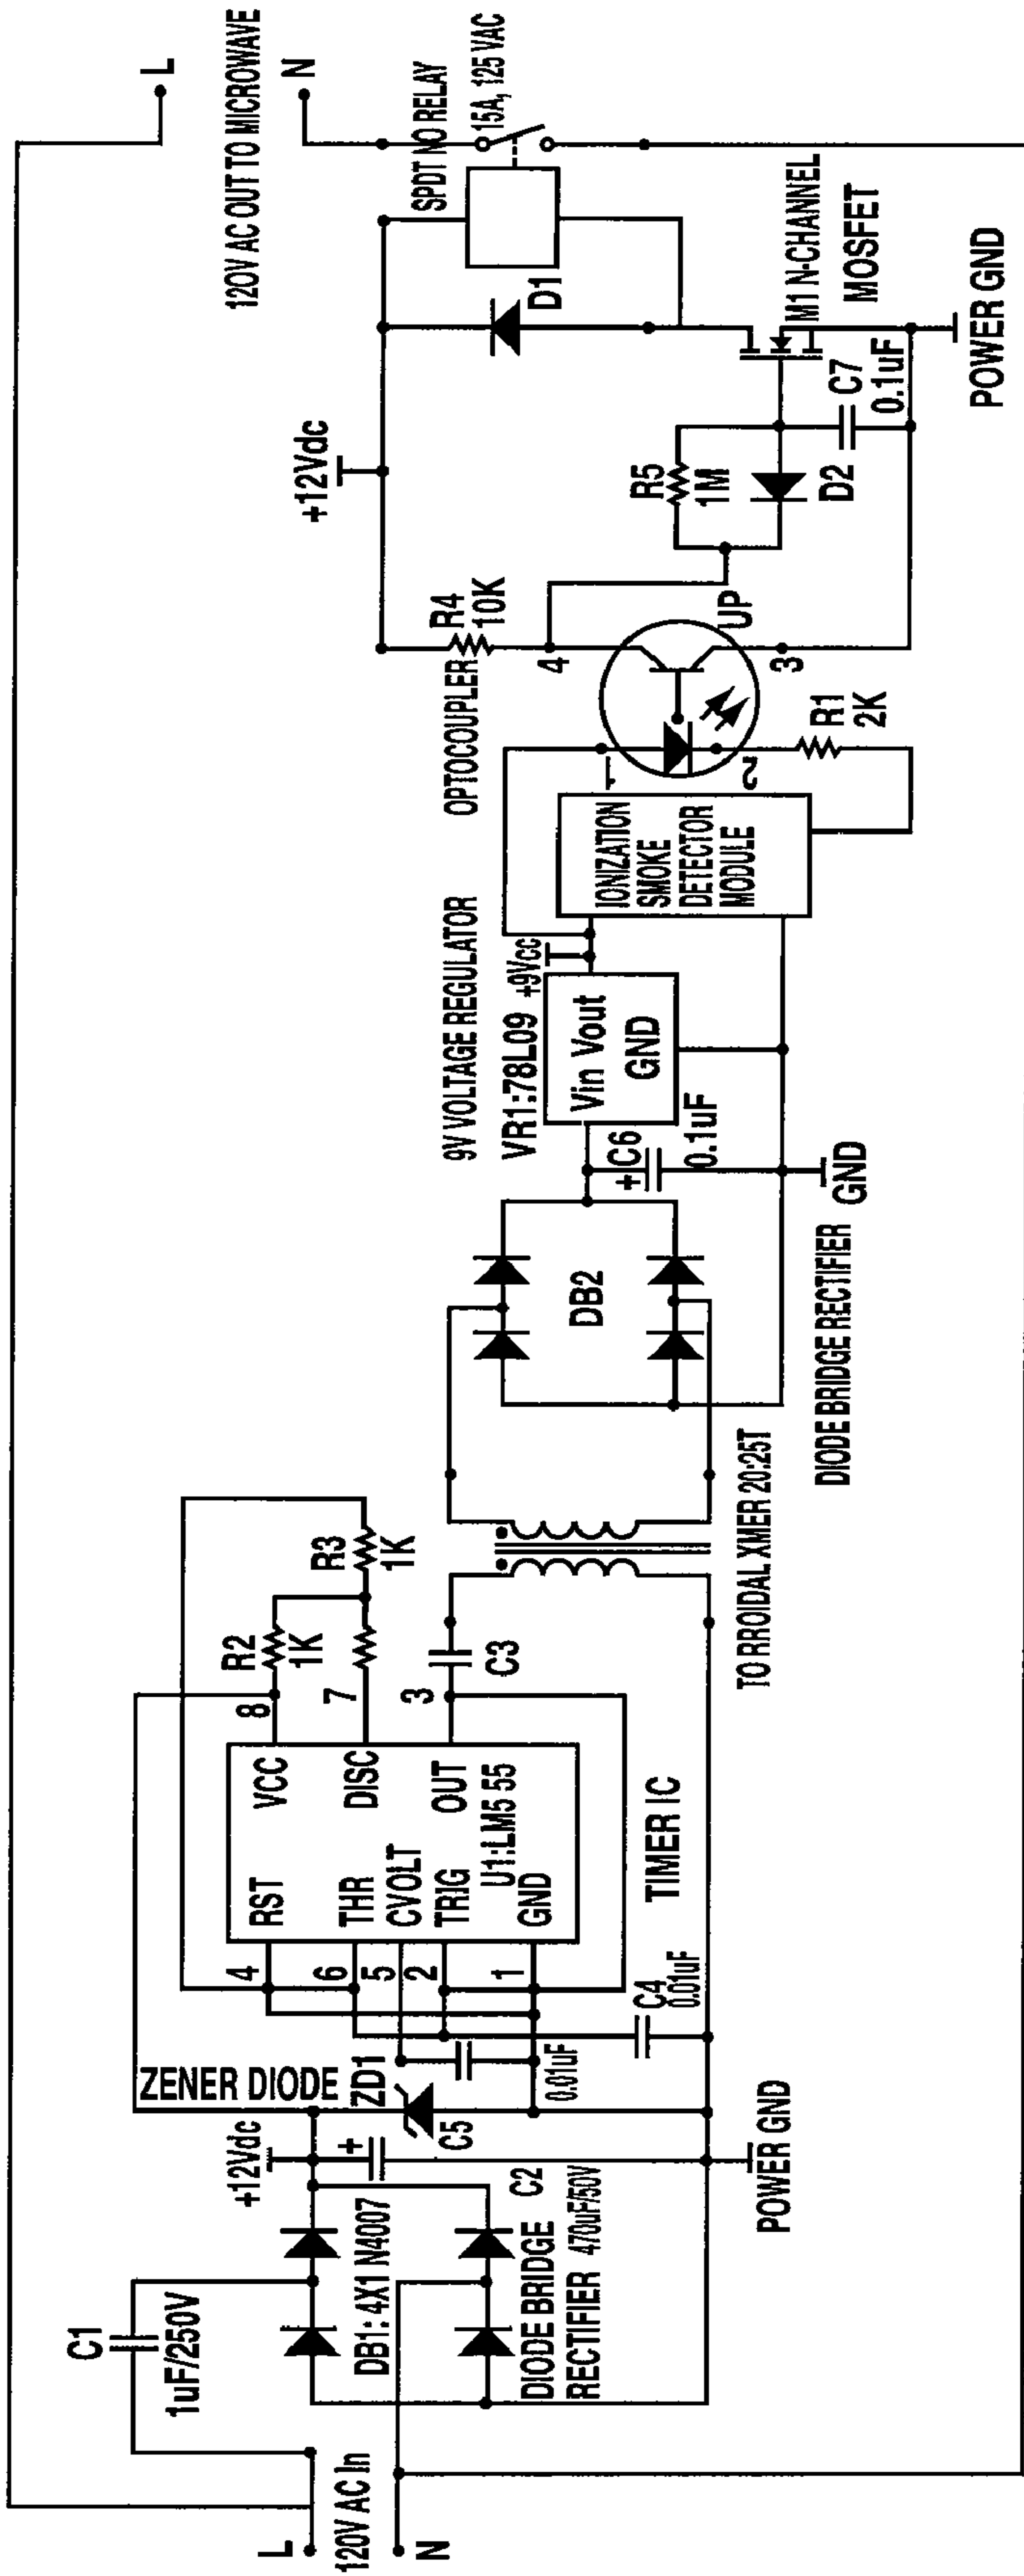 L
120V AC In
N
C1
1uF/250V
DB1: 4X1 N4007
DIODE BRIDGE
RECTIFIER 470uF/50V
C2
+12Vdc
+
ZENER DIODE
ZD1
C5
0.01uF
POWER GND
C4
0.01uF
4
6
5
2
1
RST
THR
CVOLT
TRIG
GND
VCC
DISC
OUT
U1:LM5 55
TIMER IC
8
7
3
R2
1K
R3
1K
C3
TO RROIDAL XMER 20:25T
DB2
DIODE BRIDGE RECTIFIER
+C6
0.1uF
GND
9V VOLTAGE REGULATOR
VR1:78L09 +9Vcc
Vin Vout
GND
IONIZATION
SMOKE
DETECTOR
MODULE
OPTOCOUPLER
1
2
4
3
UP
R1
2K
R4
10K
+12Vdc
R5
1M
D2
C7
0.1uF
D1
M1 N-CHANNEL
MOSFET
POWER GND
SPDT NO RELAY
15A, 125 VAC
120V AC OUT TO MICROWAVE
L
N